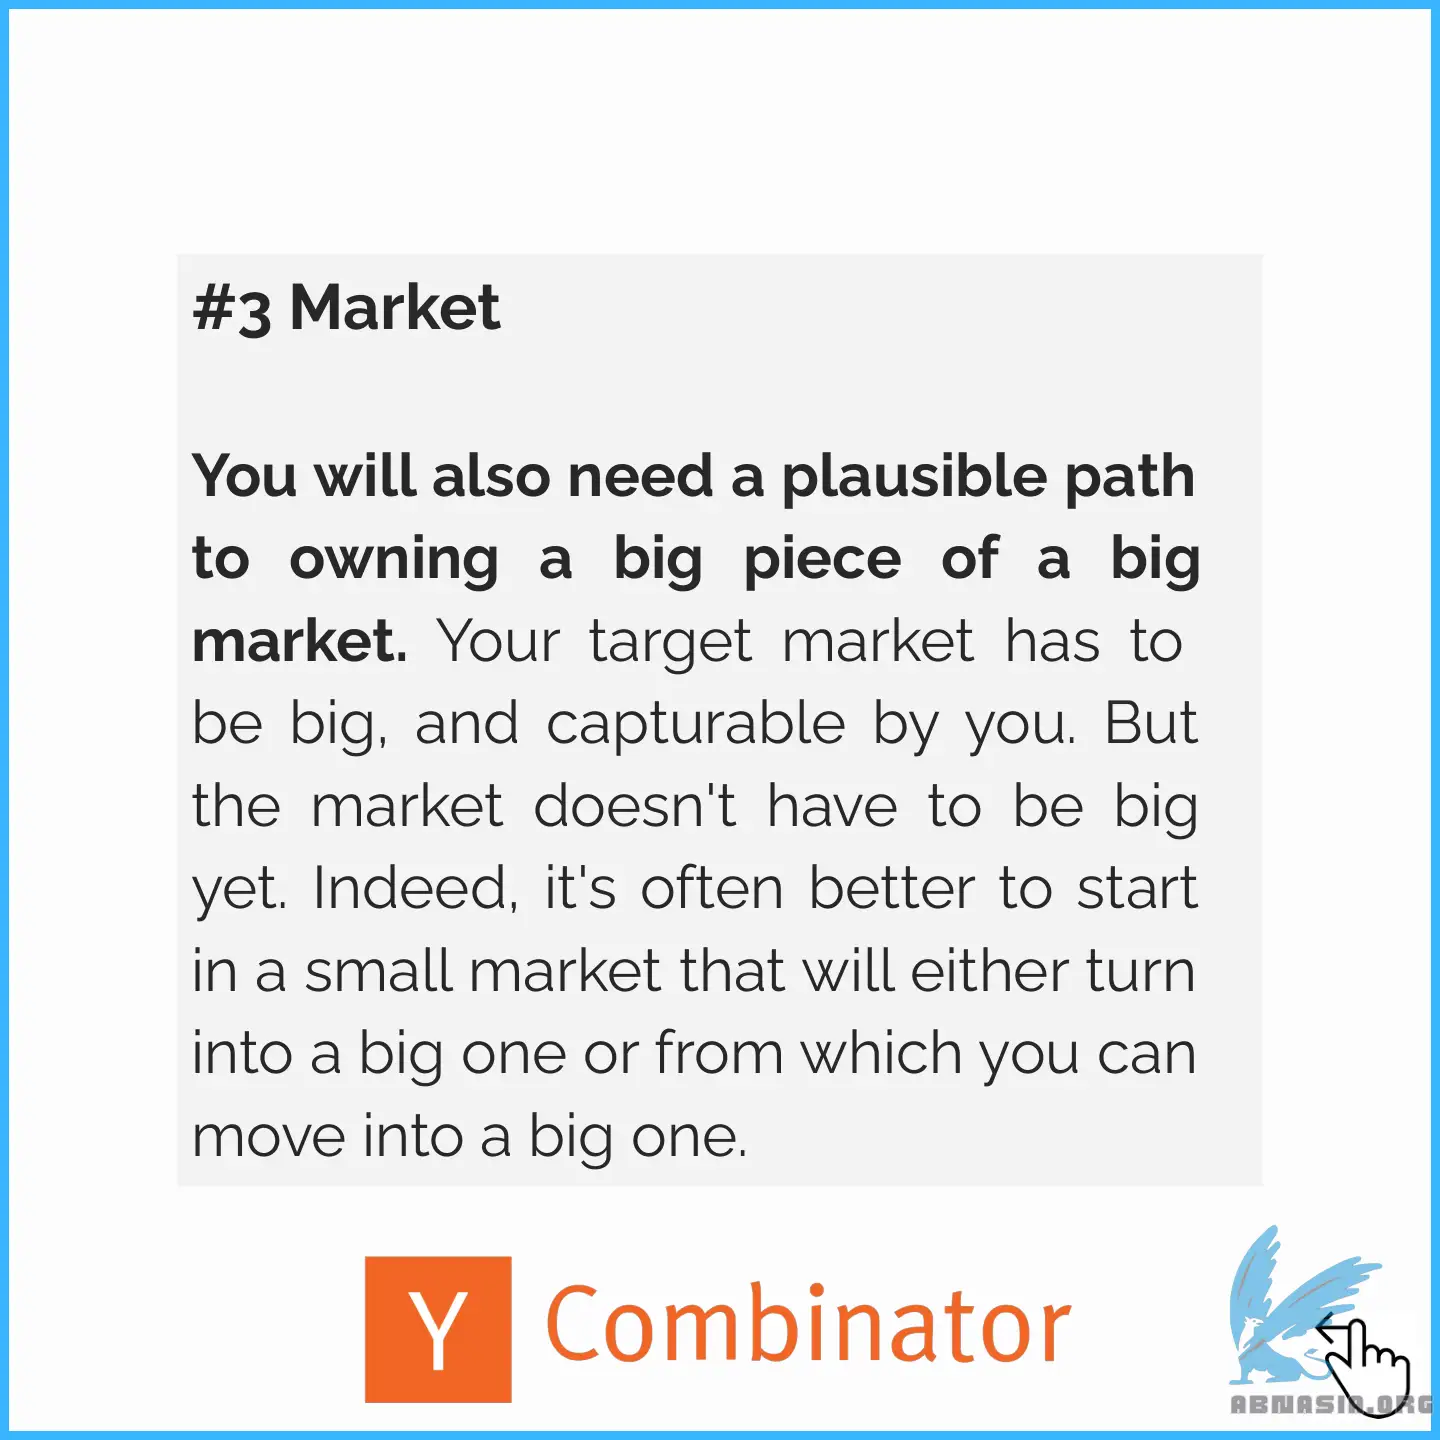 #3 Market
You will also need a plausible path
to owning a big piece of a big
market. Your target market has to
be big, and capturable by you. But
the market doesn't have to be big
yet. Indeed, it's often better to start
in a small market that will either turn
into a big one or from which you can
move into a big one.
Y Combinator
ABNASIA.ORG